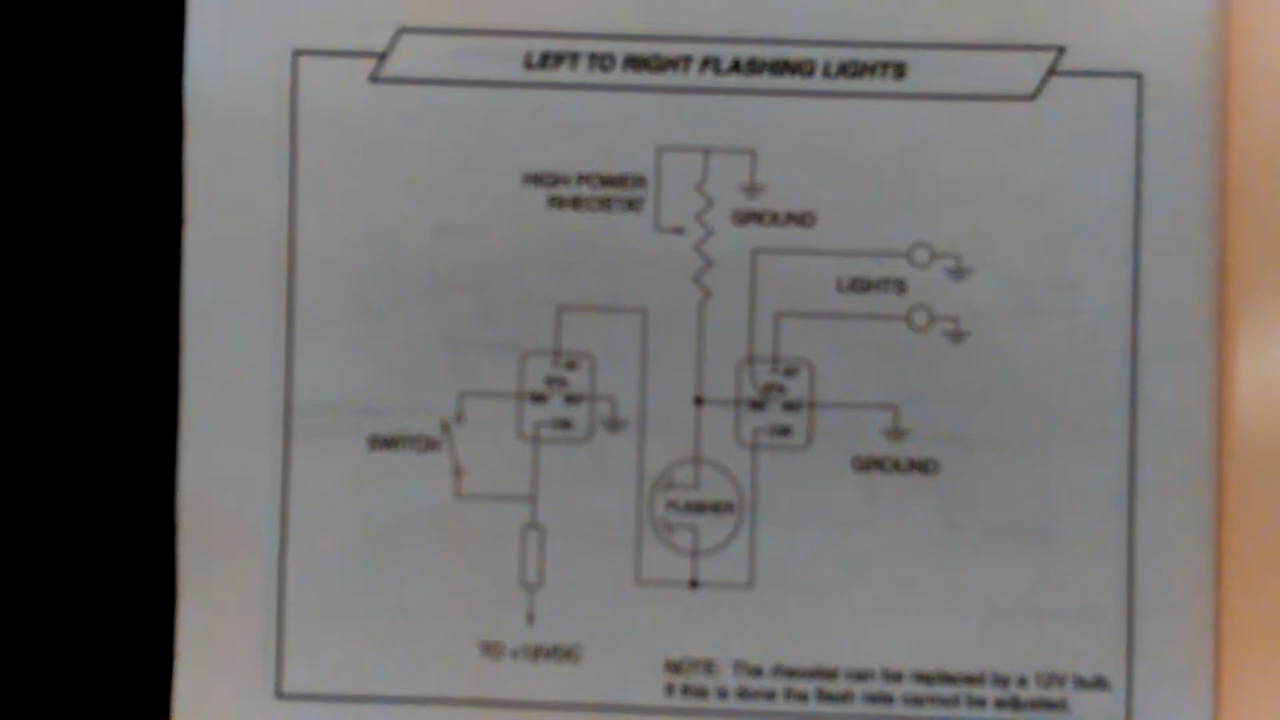 LEFT TO RIGHT FLASHING LIGHTS
HIGH POWER
RHEOSTAT
GROUND
LIGHTS
SWITCH
GROUND
FLASHER
TO +12VDC
NOTE: The rheostat can be replaced by a 12V bulb.
If this is done the flash rate cannot be adjusted.